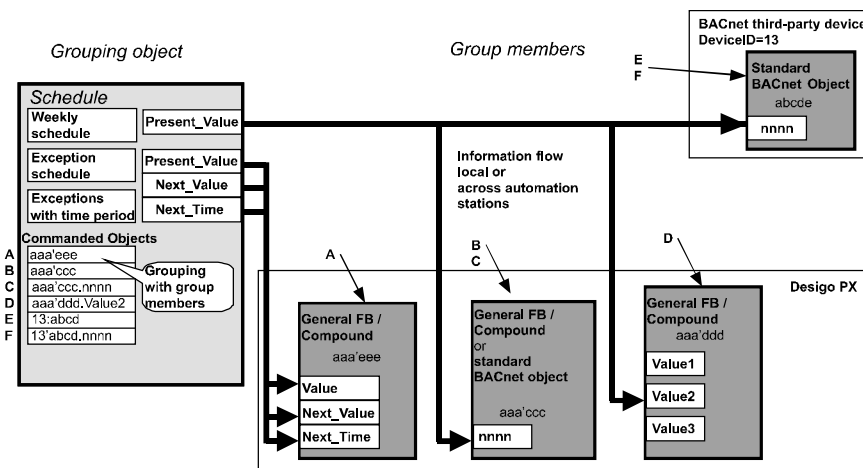 BACnet third-party device
DeviceID=13
Grouping object
Group members
E
F
Standard
BACnet Object
abcde
nnnn
Schedule
Weekly
schedule
Present_Value
Exception
schedule
Present_Value
Next_Value
Exceptions
with time period
Next_Time
Information flow
local or
across automation
stations
Commanded Objects
A
aaa'eee
B
aaa'ccc
C
aaa'ccc.nnnn
D
aaa'ddd.Value2
E
13:abcd
F
13'abcd.nnnn
Grouping
with group
members
A
B
C
D
Desigo PX
General FB /
Compound
aaa'eee
Value
Next_Value
Next_Time
General FB /
Compound
or
standard
BACnet object
aaa'ccc
nnnn
General FB /
Compound
aaa'ddd
Value1
Value2
Value3